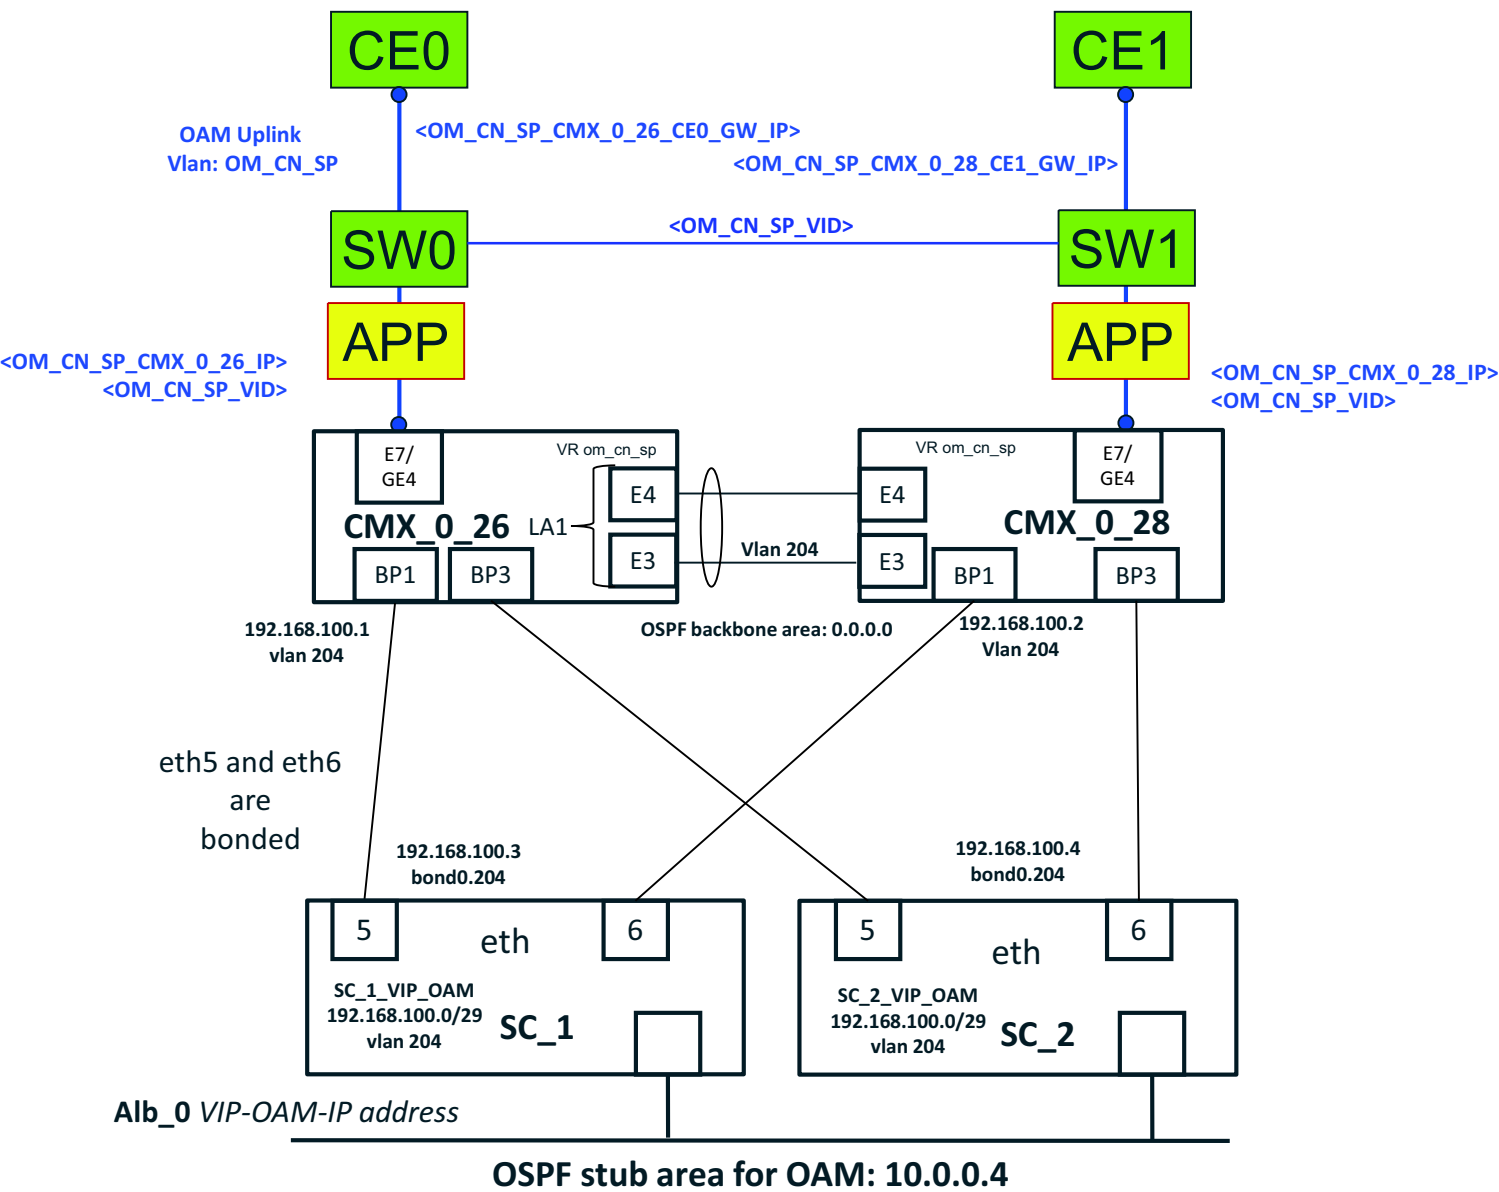 CE0
CE1
OAM Uplink
Vlan: OM_CN_SP
<OM_CN_SP_CMX_0_26_CE0_GW_IP>
<OM_CN_SP_CMX_0_28_CE1_GW_IP>
SW0
<OM_CN_SP_VID>
SW1
APP
APP
<OM_CN_SP_CMX_0_26_IP>
<OM_CN_SP_VID>
<OM_CN_SP_CMX_0_28_IP>
<OM_CN_SP_VID>
E7/
GE4
VR om_cn_sp
E4
CMX_0_26
LA1
E3
BP1
BP3
Vlan 204
VR om_cn_sp
E7/
GE4
E4
CMX_0_28
E3
BP1
BP3
192.168.100.1
vlan 204
OSPF backbone area: 0.0.0.0
192.168.100.2
Vlan 204
eth5 and eth6
are
bonded
192.168.100.3
bond0.204
192.168.100.4
bond0.204
5
eth
6
SC_1_VIP_OAM
192.168.100.0/29
vlan 204
SC_1
5
eth
6
SC_2_VIP_OAM
192.168.100.0/29
vlan 204
SC_2
Alb_0 VIP-OAM-IP address
OSPF stub area for OAM: 10.0.0.4